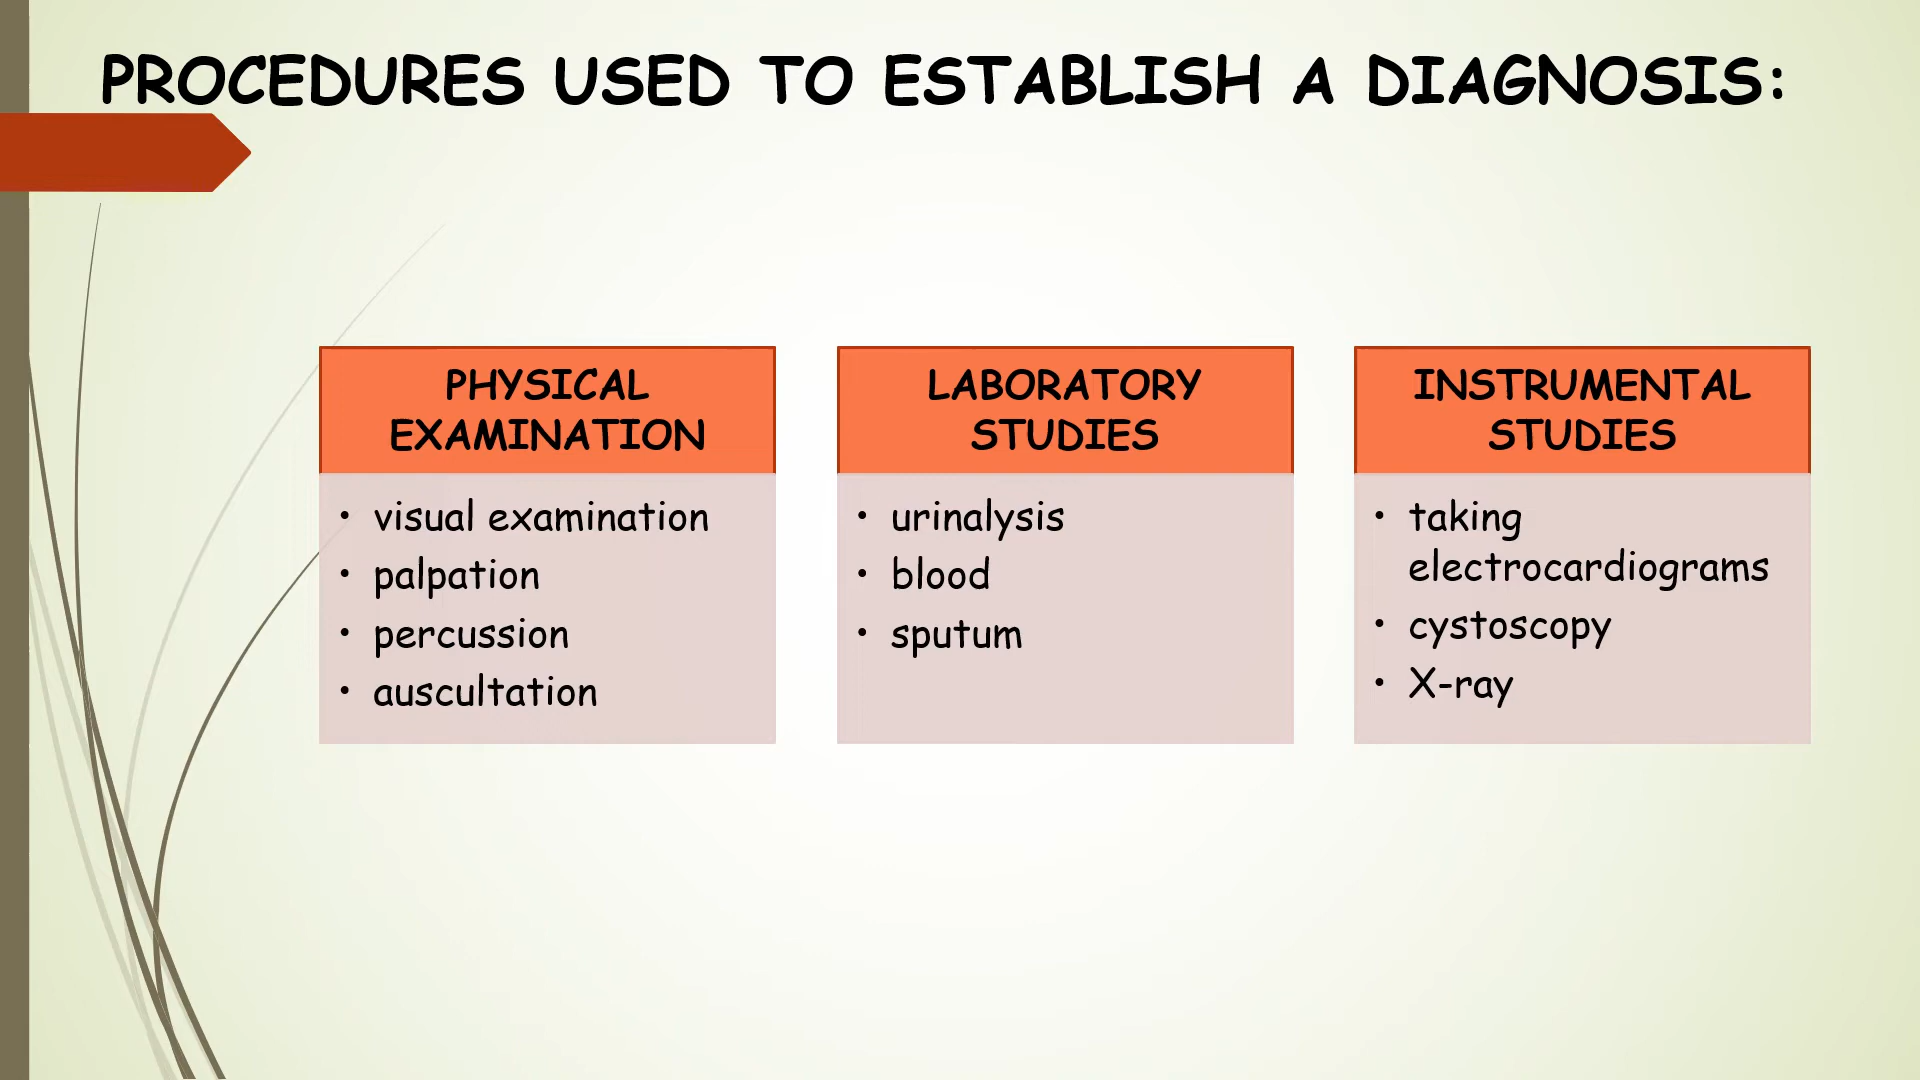 PROCEDURES USED TO ESTABLISH A DIAGNOSIS:
PHYSICAL
EXAMINATION
• visual examination
• palpation
• percussion
• auscultation
LABORATORY
STUDIES
• urinalysis
• blood
• sputum
INSTRUMENTAL
STUDIES
• taking
electrocardiograms
• cystoscopy
• X-ray